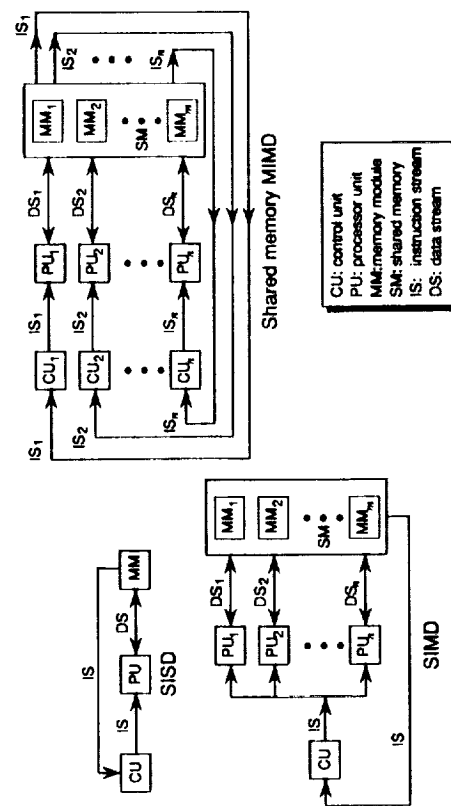 IS
CU
IS
PU
DS
MM
SISD
CU
IS
PU₁
PU₂
• • •
PUₙ
DS₁
DS₂
DSₙ
MM₁
MM₂
• • •
SM
MMₘ
IS
SIMD
IS₁
IS₂
• • •
ISₙ
IS₁
CU₁
IS₁
PU₁
DS₁
MM₁
IS₂
CU₂
IS₂
PU₂
DS₂
MM₂
• • •
• • •
• • •
SM
CUₙ
ISₙ
PUₙ
DSₙ
MMₘ
Shared memory MIMD
CU: control unit
PU: processor unit
MM:memory module
SM: shared memory
IS: instruction stream
DS: data stream